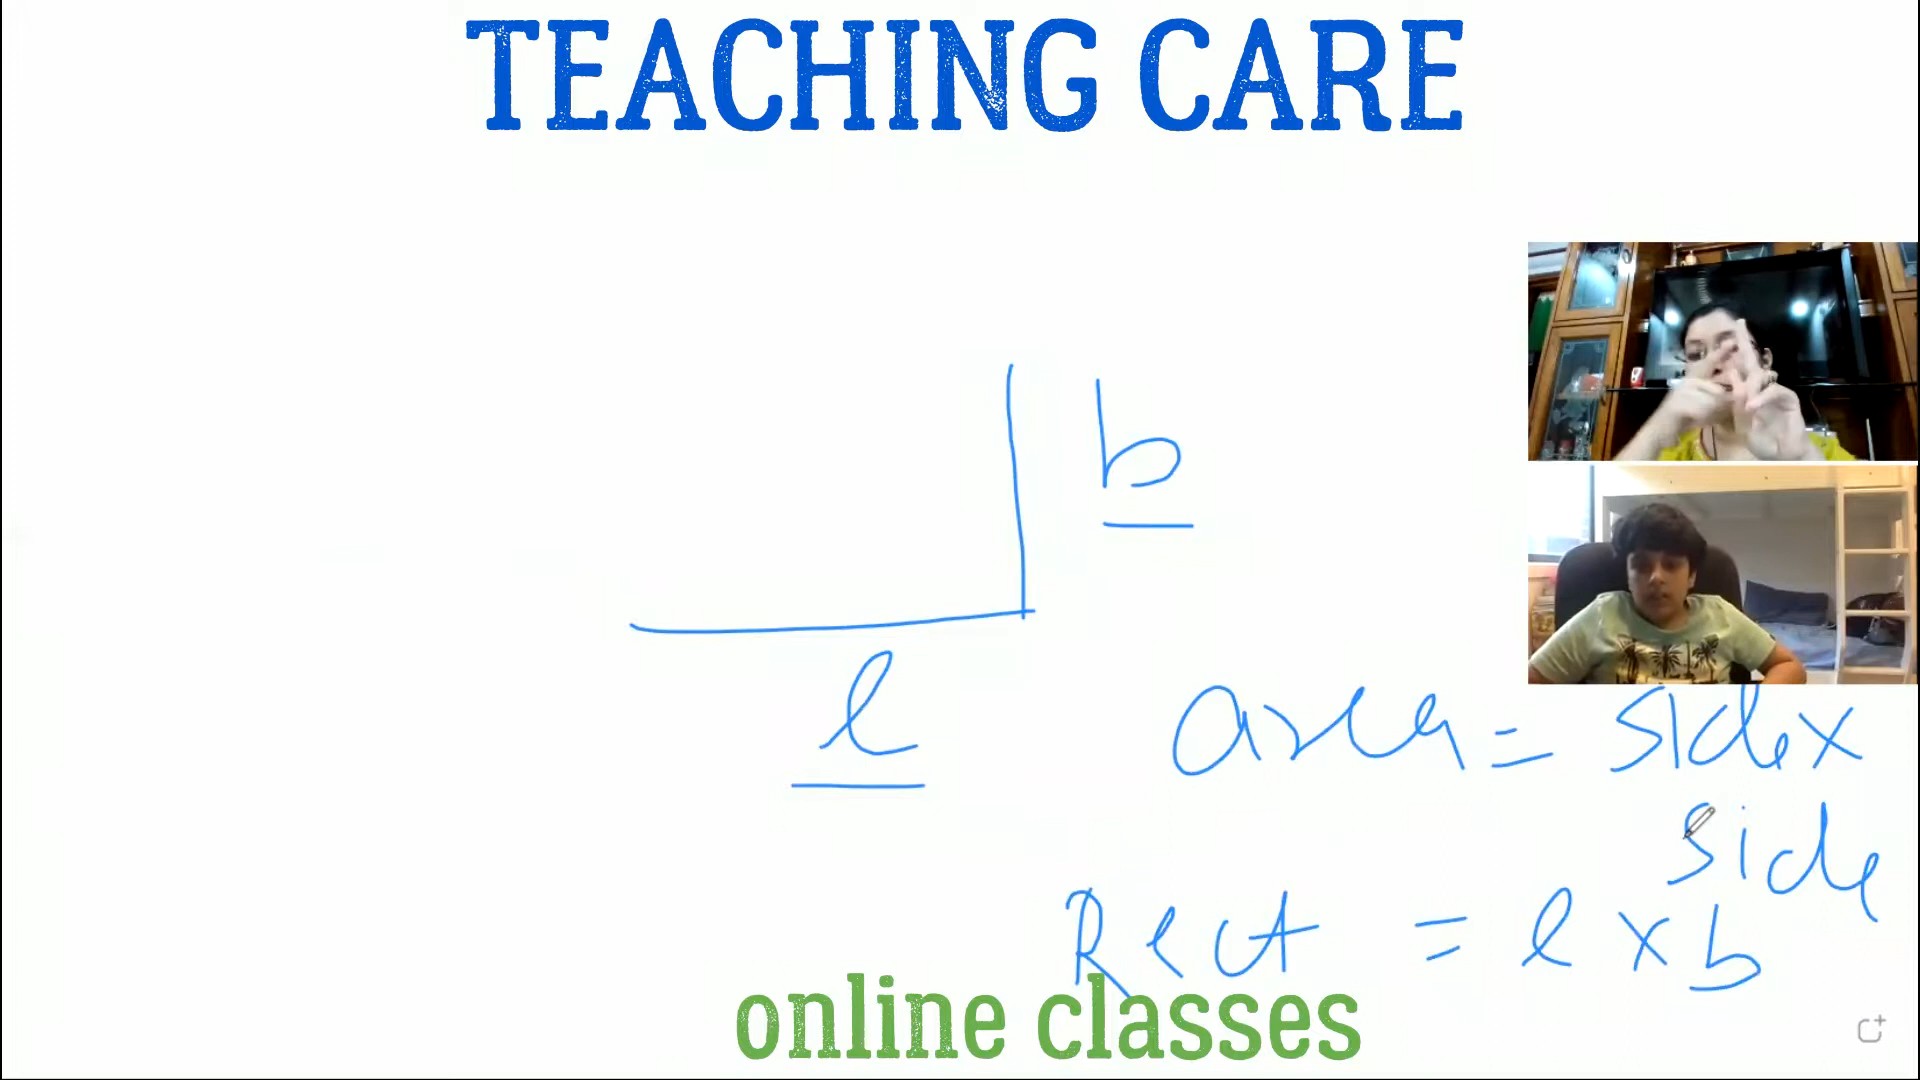 TEACHING CARE
b
l
area = side x
side
Rect = l x b
online classes